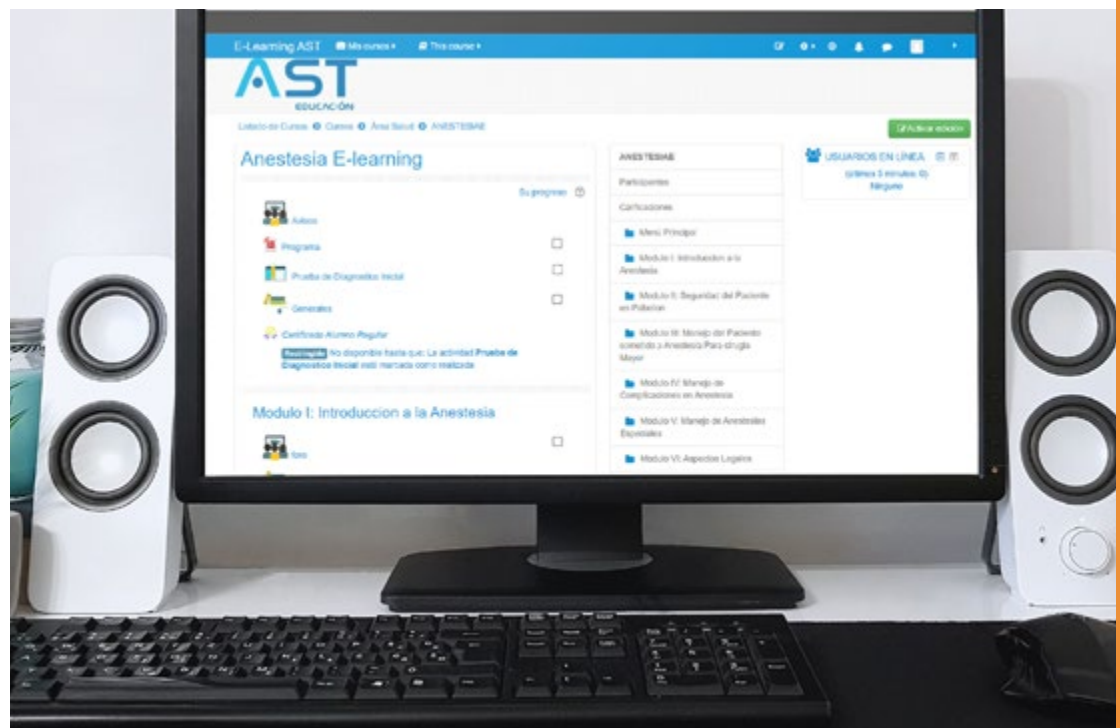 E-Learning AST Mis cursos This course
AST
EDUCACIÓN
Listado de Cursos Cursos Área Salud ANESTESIAE
Activar edición
Anestesia E-learning
Su progreso
Avisos
Programa
Prueba de Diagnostico Inicial
Generales
Certificado Alumno Regular
Restringido No disponible hasta que: La actividad Prueba de
Diagnostico Inicial esté marcada como realizada
Modulo I: Introduccion a la Anestesia
foro
ANESTESIAE
Participantes
Calificaciones
Menú Principal
Modulo I: Introduccion a la
Anestesia
Modulo II: Seguridad del Paciente
en Pabellon
Modulo III: Manejo del Paciente
sometido a Anestesia Para cirugía
Mayor
Modulo IV: Manejo de
Complicaciones en Anestesia
Modulo V: Manejo de Anestesias
Especiales
Modulo VI: Aspectos Legales
USUARIOS EN LÍNEA
(últimos 5 minutos: 0)
Ninguno